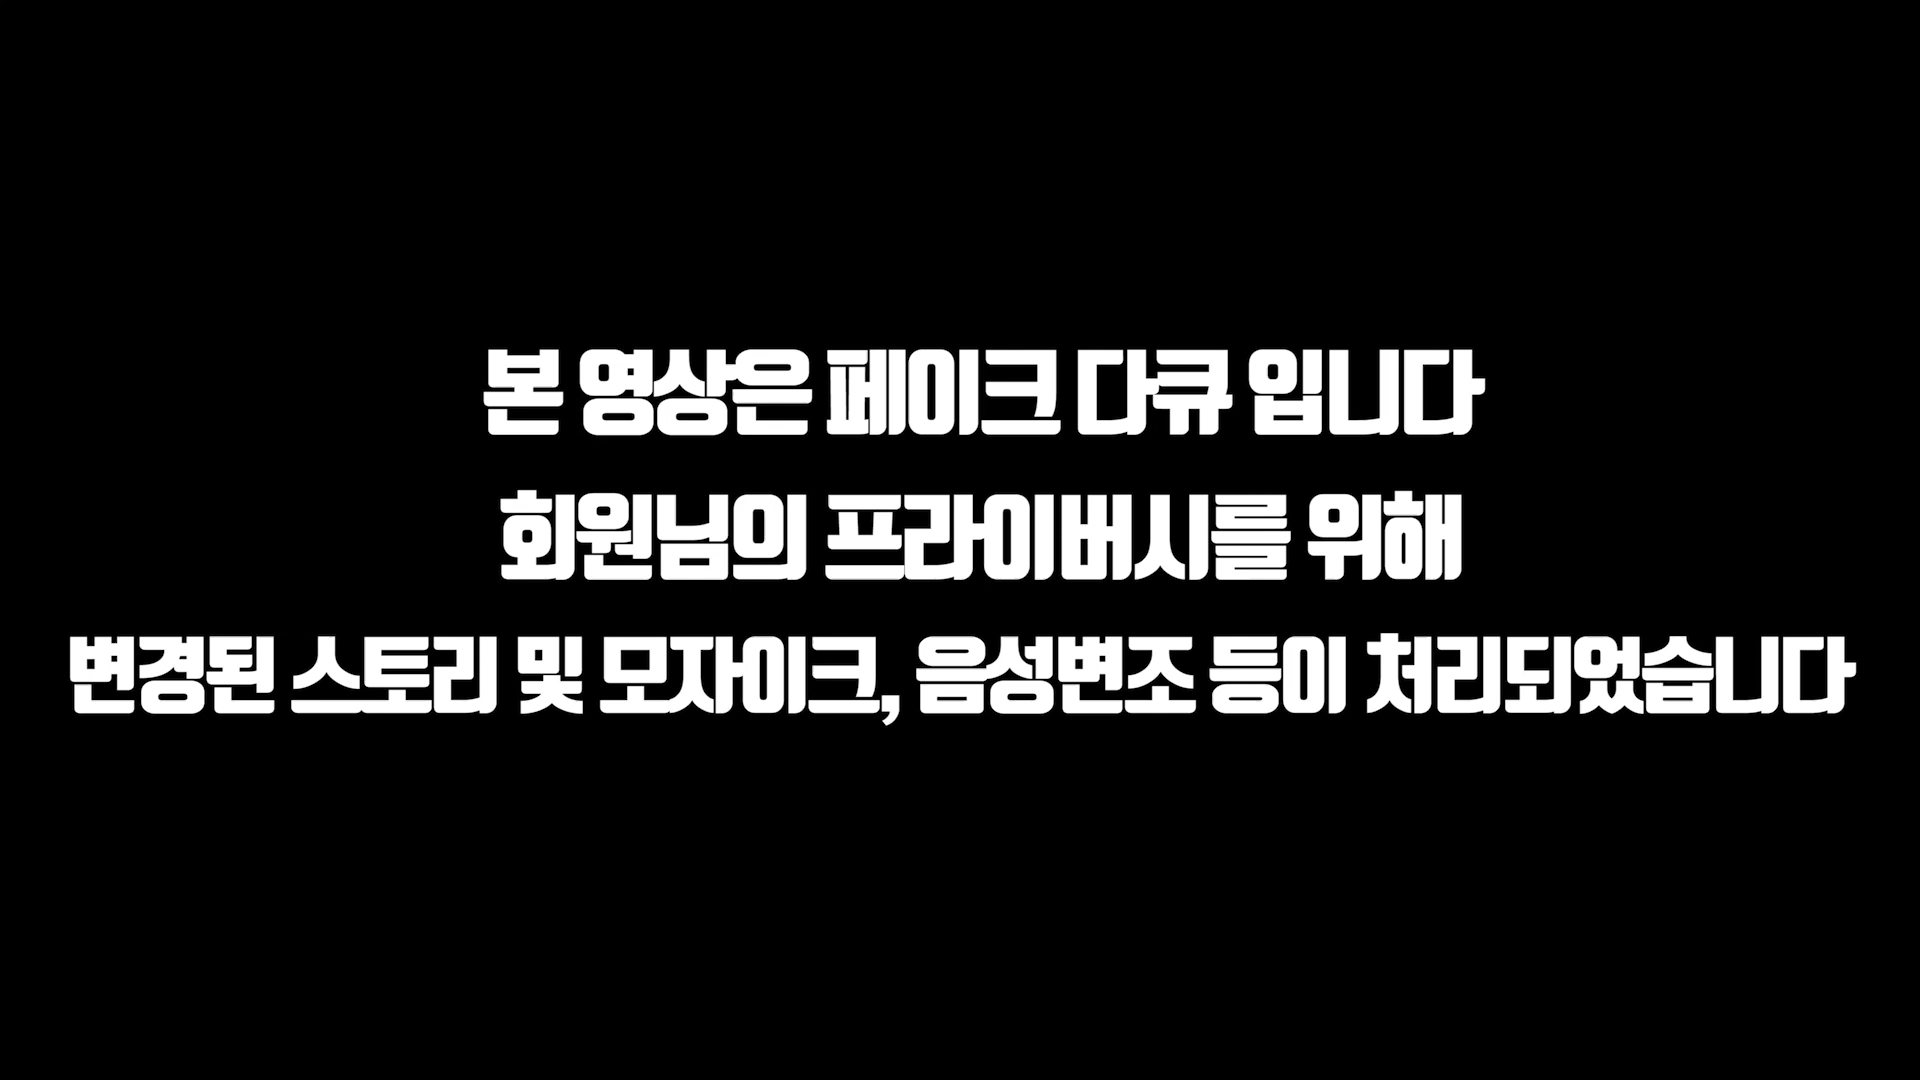 본 영상은 페이크 다큐 입니다
회원님의 프라이버시를 위해
변경된 스토리 및 모자이크, 음성변조 등이 처리되었습니다